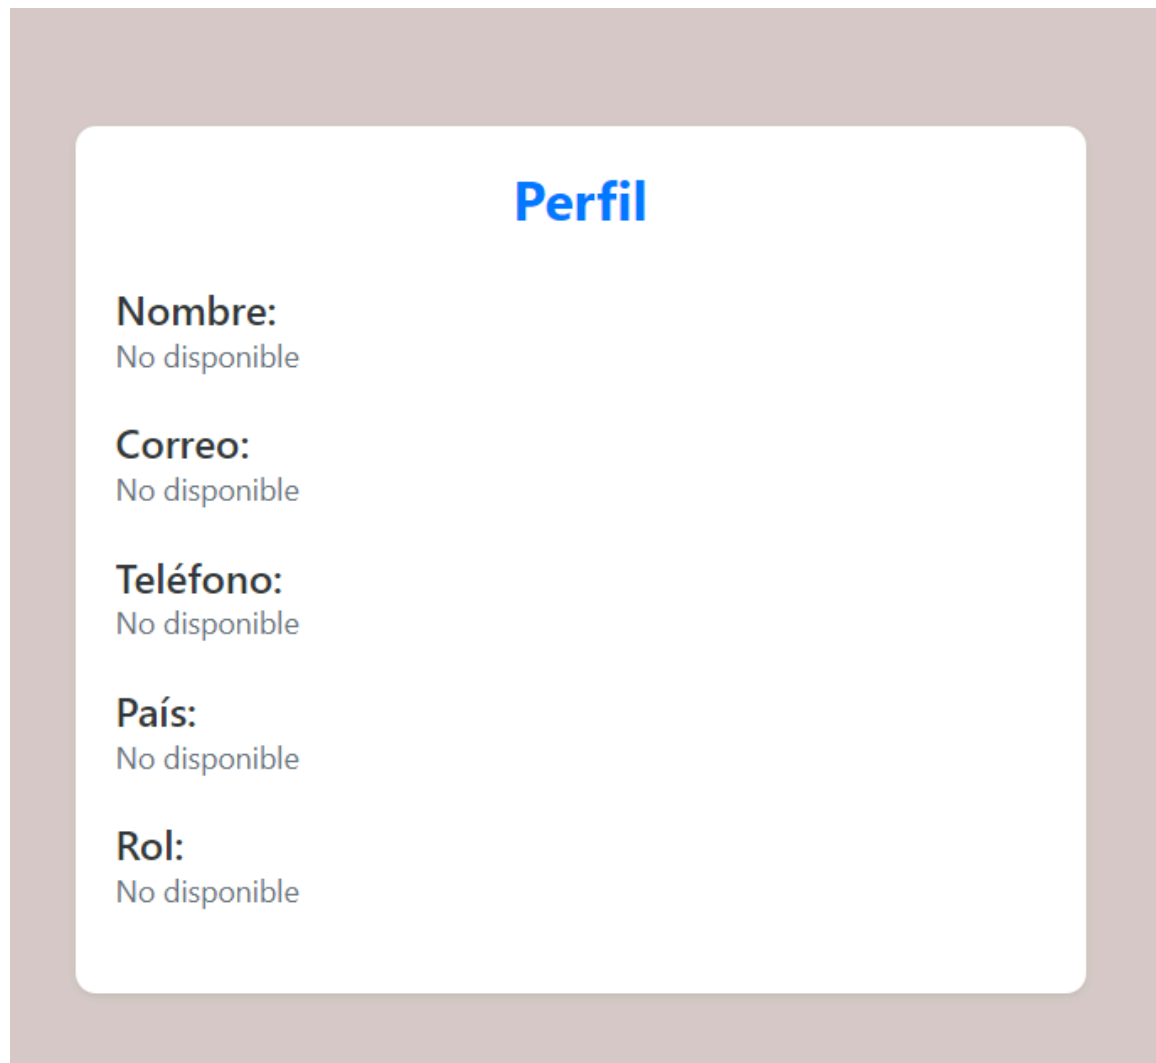 Perfil
Nombre:
No disponible
Correo:
No disponible
Teléfono:
No disponible
País:
No disponible
Rol:
No disponible